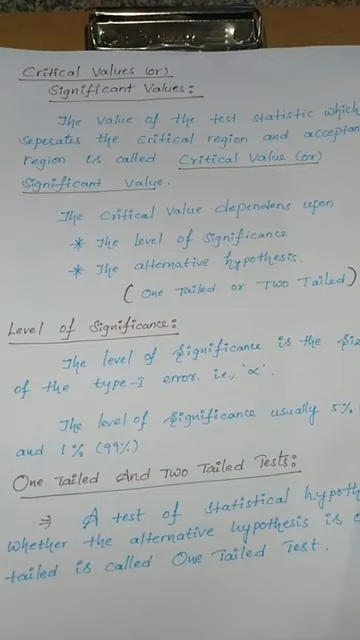 Critical Values (or)
Significant Values:
The value of the test statistic which
seperates the critical region and acceptan
region is called Critical Value (or)
Significant Value.
The Critical Value dependens upon
* The level of Significance
* The alternative hypothesis.
(One Tailed or Two Tailed)
Level of Significance:
The level of Significance is the Siz
of the type-I error. i.e., 'α'.
The level of Significance usually 5%
and 1% (99%)
One Tailed And Two Tailed Tests:
⇒ A test of statistical hypoth
Whether the alternative hypothesis is o
tailed is called One Tailed Test.